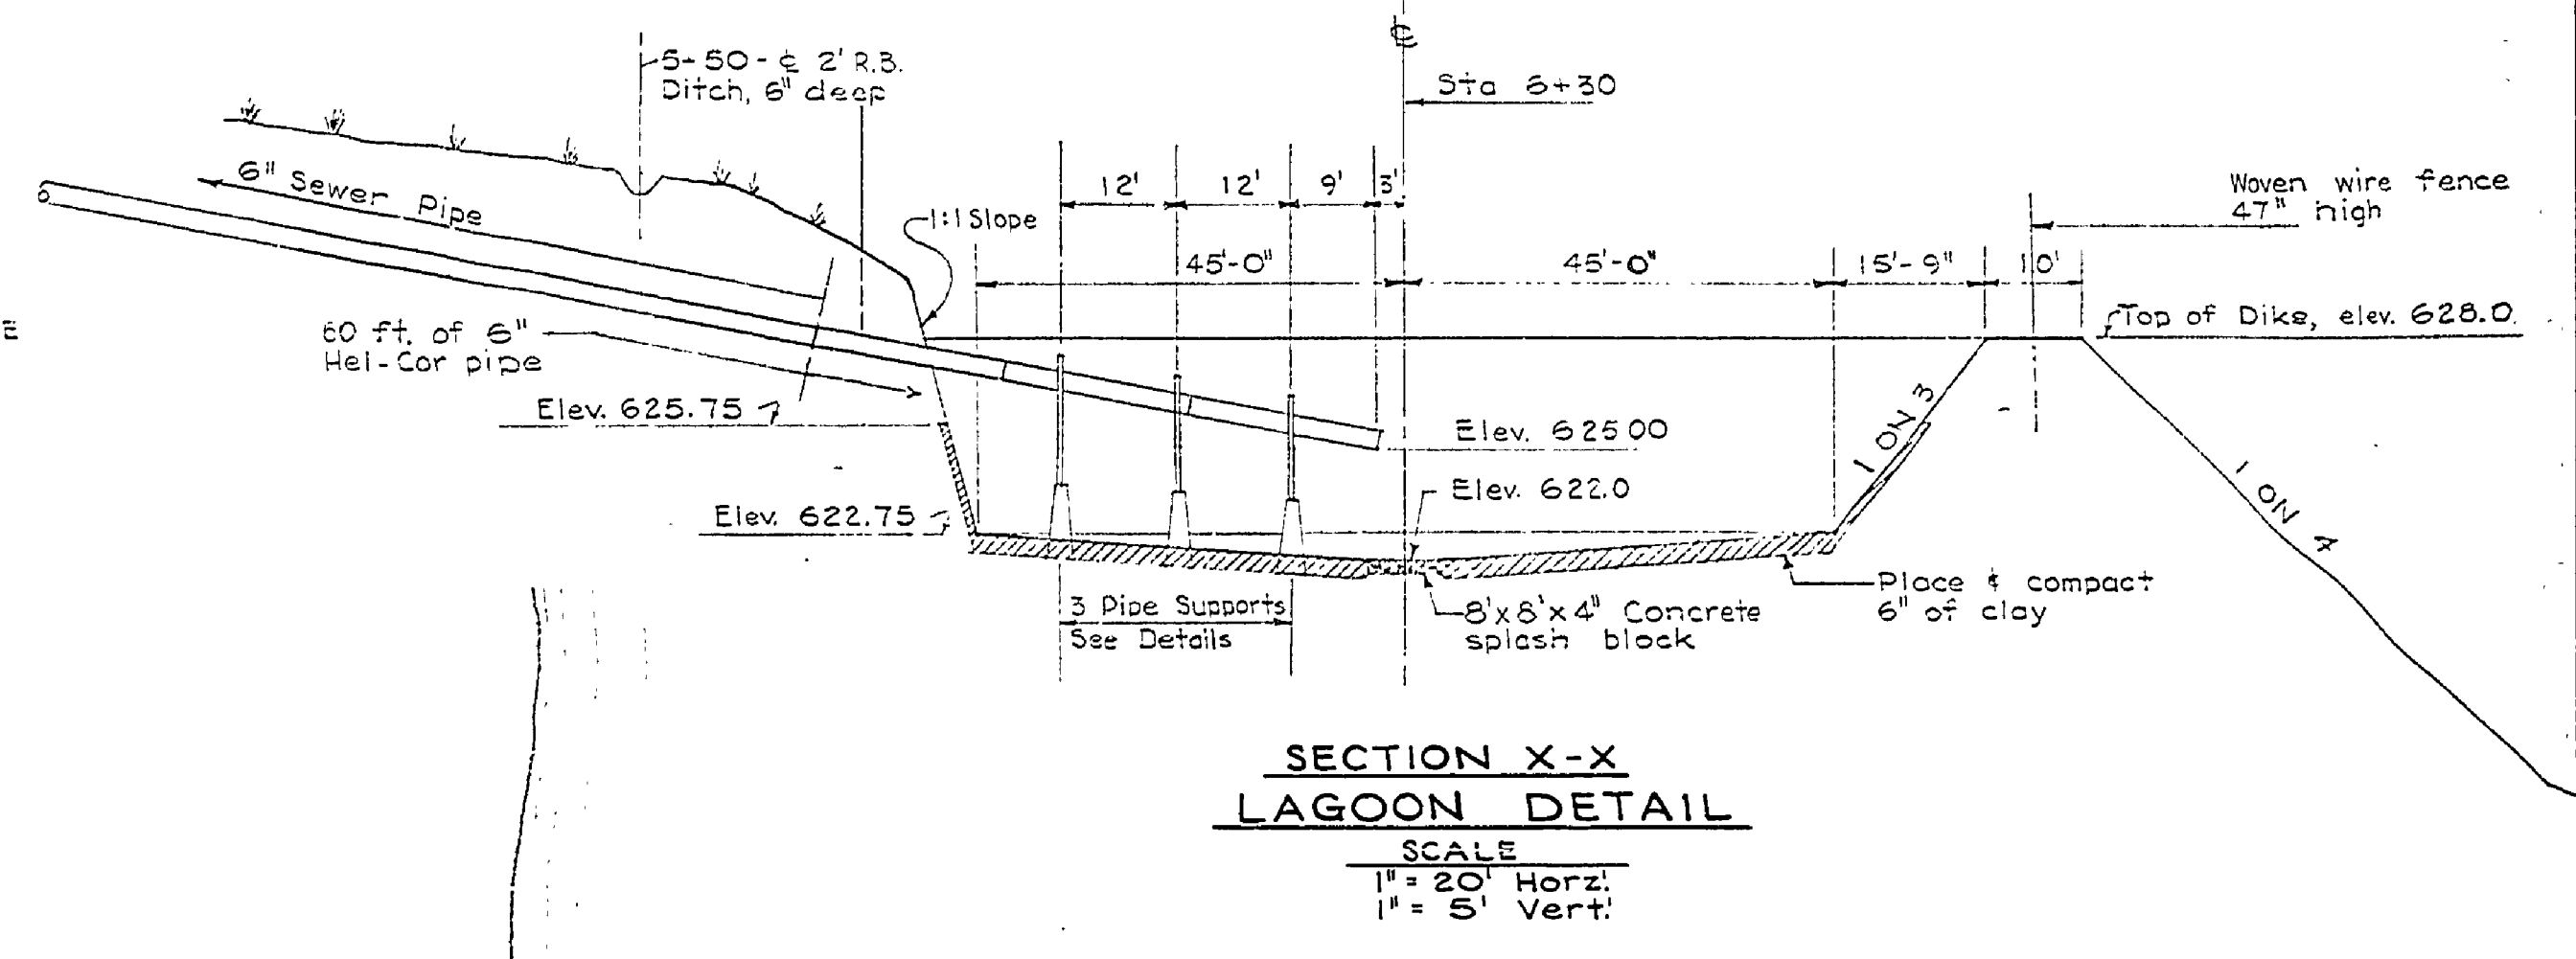 ℄
5+50-℄ 2' R.B.
Ditch, 6" deep
Sta 6+30
6" Sewer Pipe
1:1 Slope
12' 12' 9' 3'
Woven wire fence
47" high
45'-0" 45'-0" 15'-9" 10'
Top of Dike, elev. 628.0
60 ft. of 6"
Hel-Cor pipe
E
Elev. 625.75
Elev. 625.00
1 ON 3
Elev. 622.0
Elev. 622.75
1 ON 4
3 Pipe Supports
See Details
8'x8'x4" Concrete
splash block
Place & compact
6" of clay
SECTION X-X
LAGOON DETAIL
SCALE
1" = 20' Horz.
1" = 5' Vert.